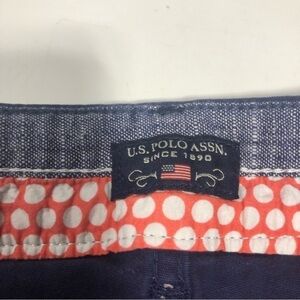 U.S. POLO ASSN.
SINCE 1890